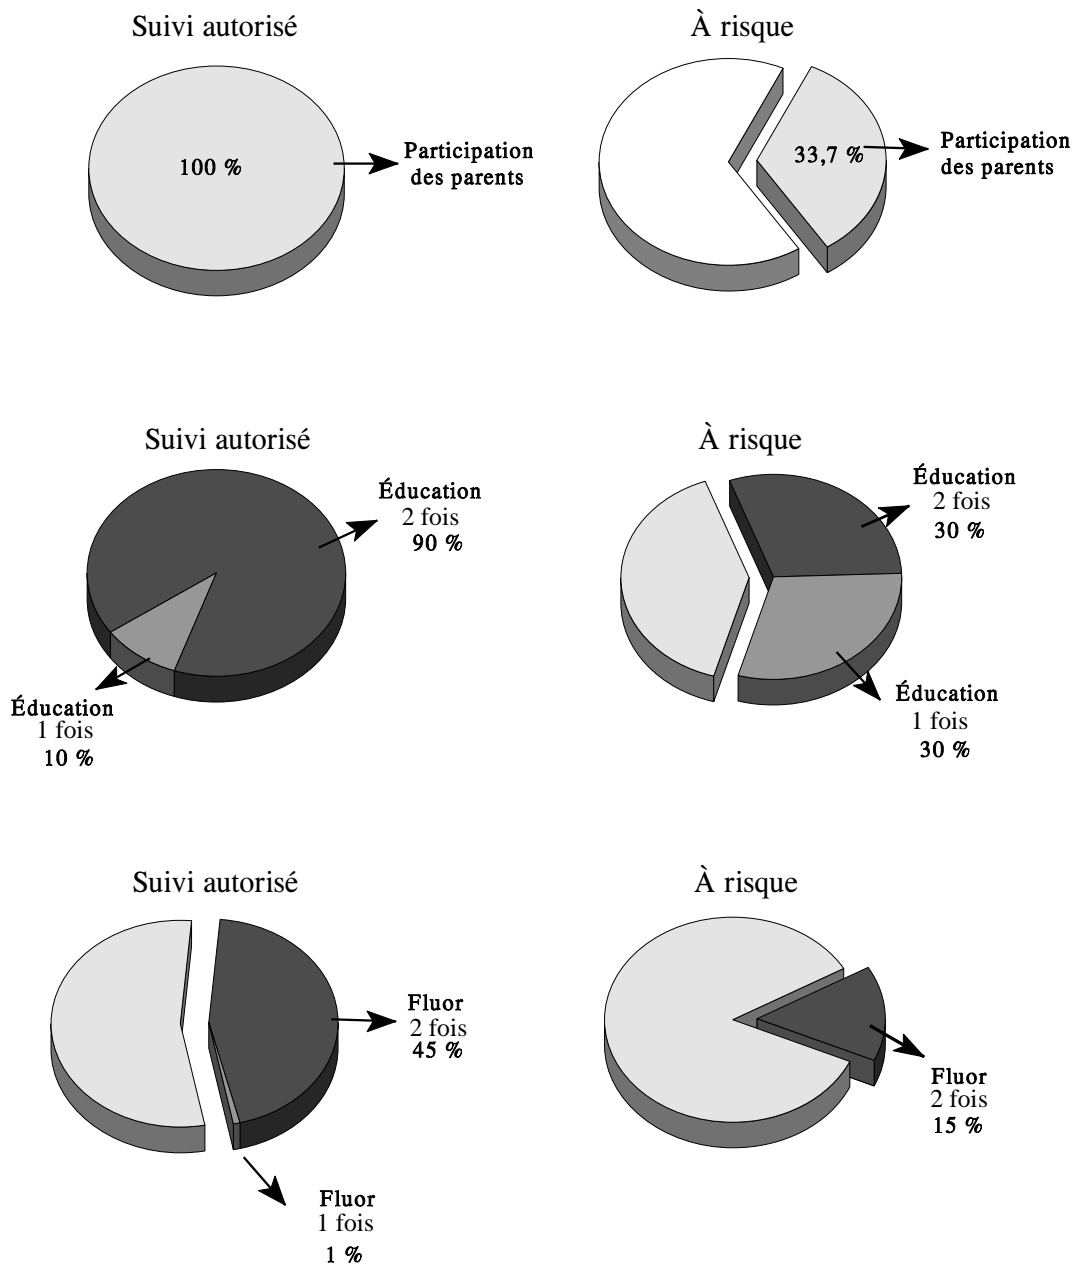 Suivi autorisé
100 %
Participation
des parents
À risque
33,7 %
Participation
des parents
Suivi autorisé
Éducation
2 fois
90 %
Éducation
1 fois
10 %
À risque
Éducation
2 fois
30 %
Éducation
1 fois
30 %
Suivi autorisé
Fluor
2 fois
45 %
Fluor
1 fois
1 %
À risque
Fluor
2 fois
15 %